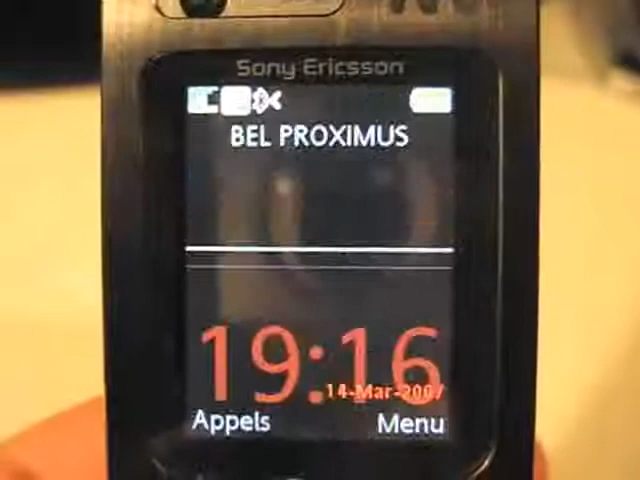 Sony Ericsson
BEL PROXIMUS
19:16
14-Mar-2007
Appels Menu